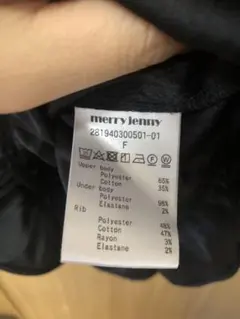 merry jenny
281940300501-01
F
Upper body
Polyester 65%
Cotton 35%
Under body
Polyester 98%
Elastane 2%
Rib
Polyester 48%
Cotton 47%
Rayon 3%
Elastane 2%